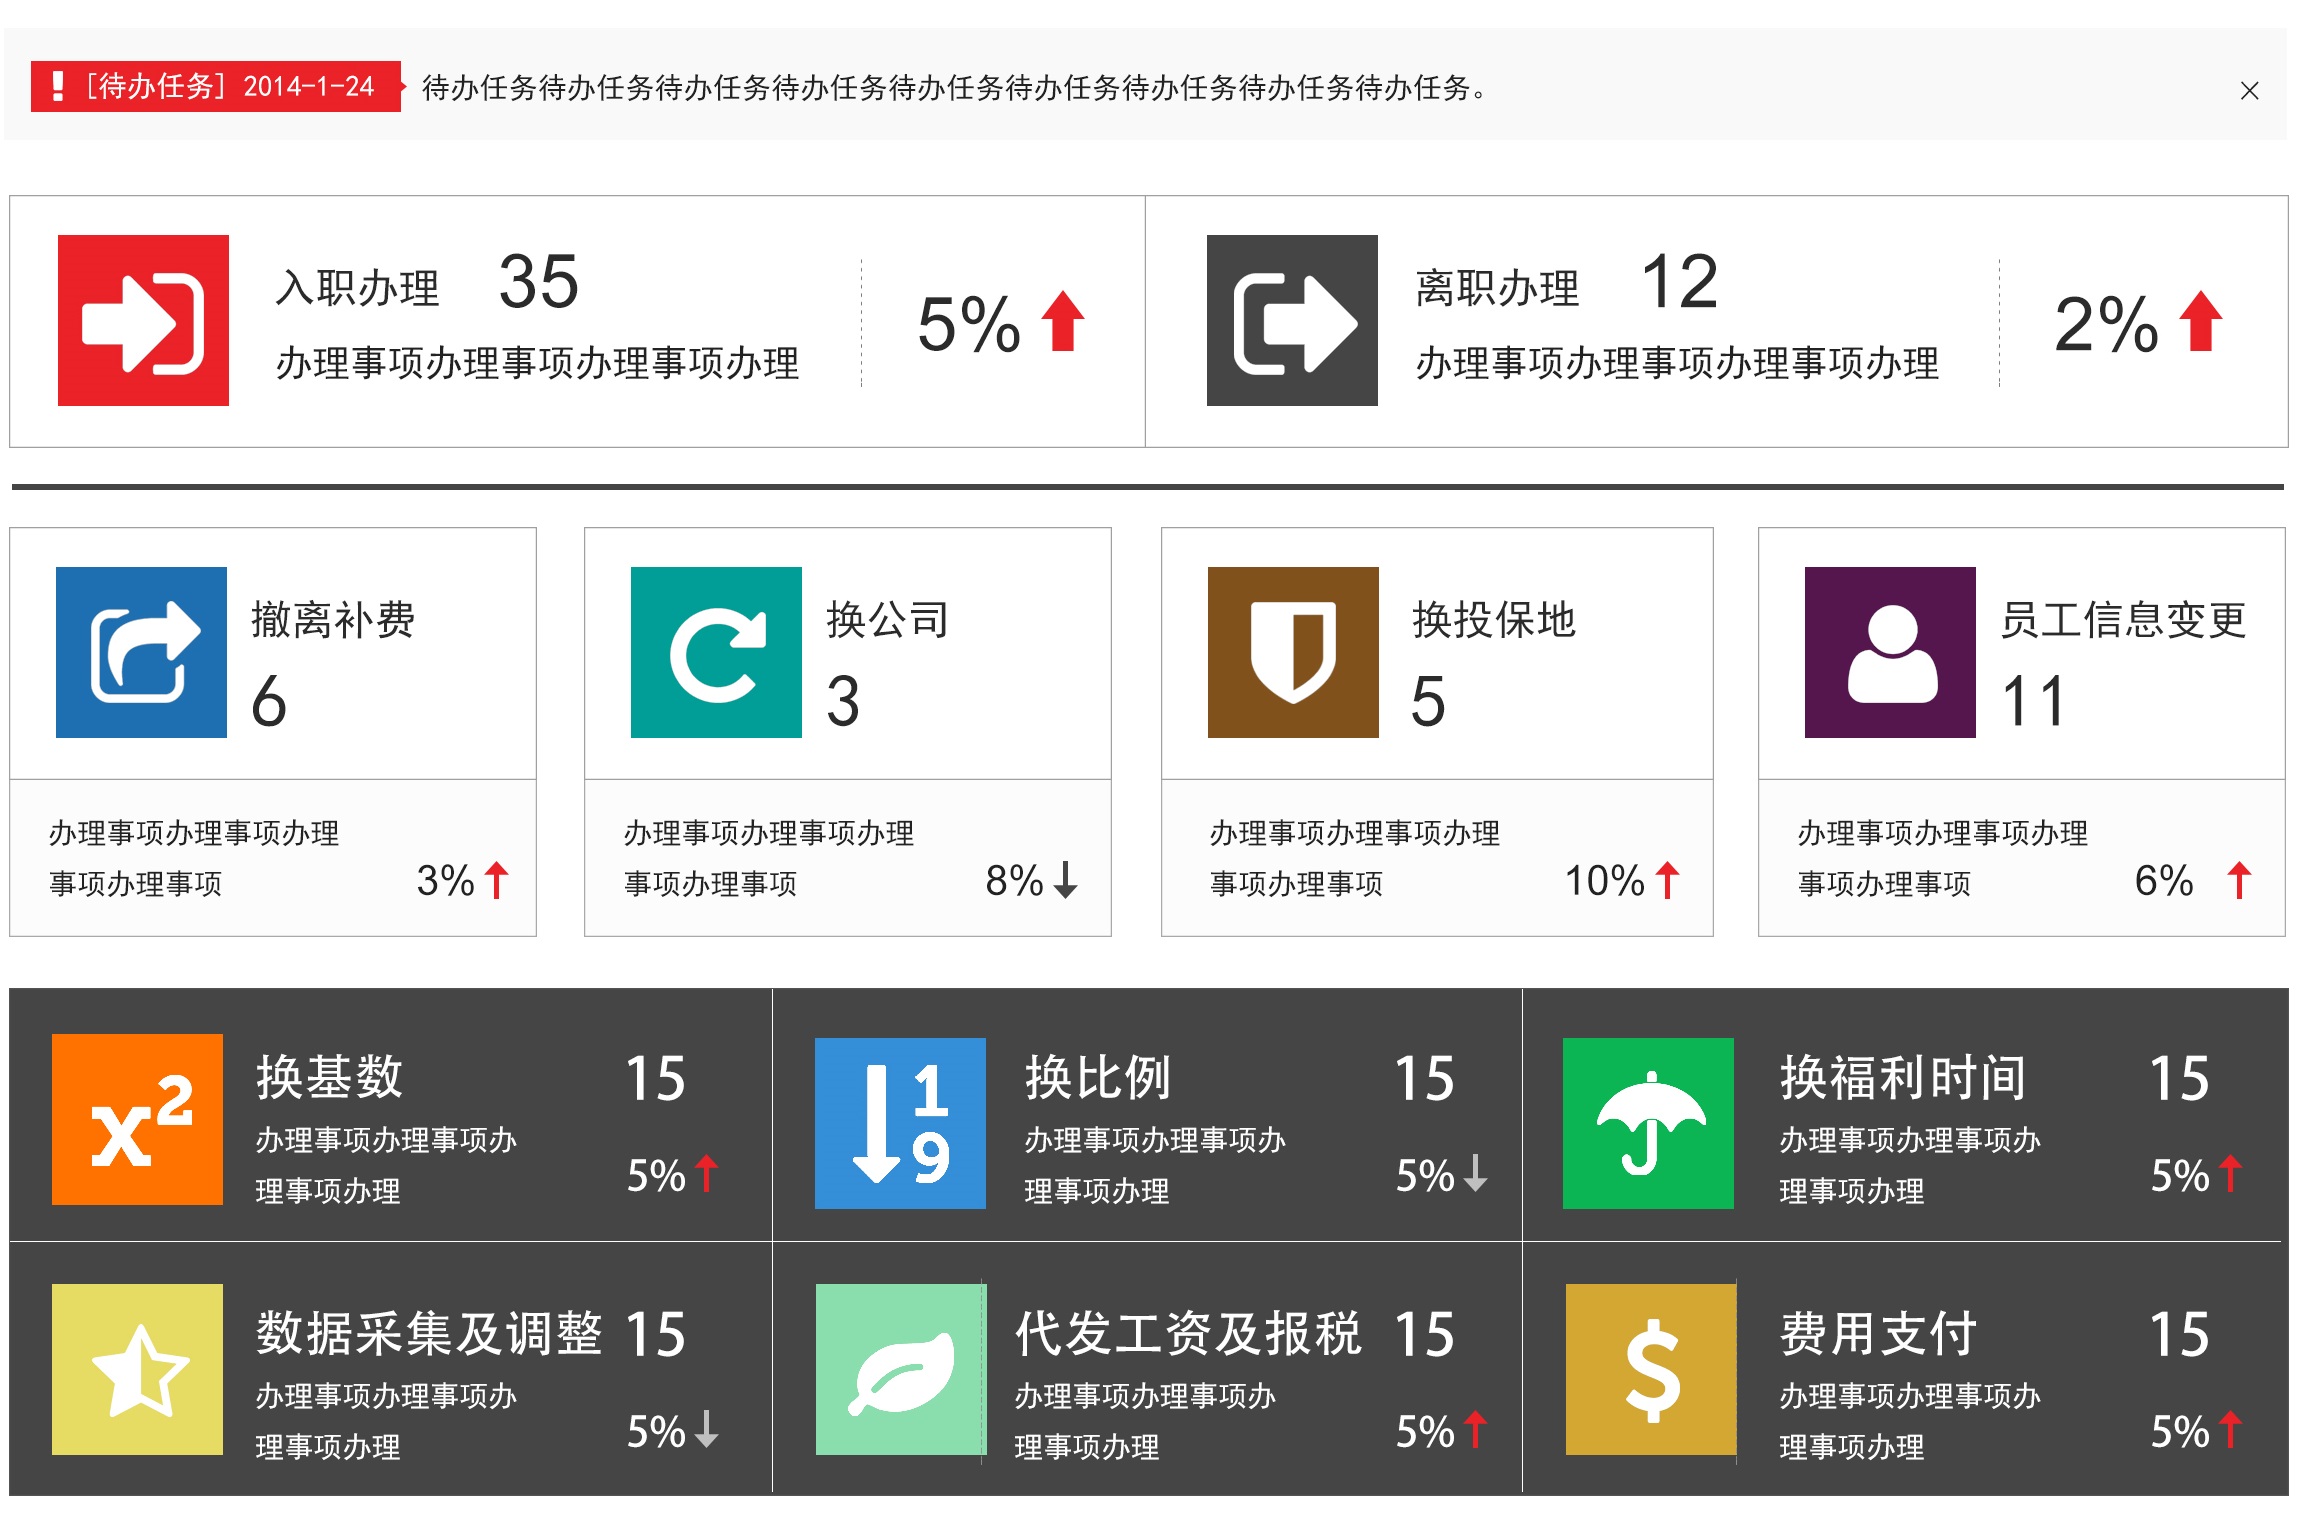 [待办任务] 2014-1-24
待办任务待办任务待办任务待办任务待办任务待办任务待办任务待办任务待办任务。
入职办理 35
办理事项办理事项办理事项办理
5%
离职办理 12
办理事项办理事项办理事项办理
2%
撤离补费
6
办理事项办理事项办理
事项办理事项
3%
换公司
3
办理事项办理事项办理
事项办理事项
8%
换投保地
5
办理事项办理事项办理
事项办理事项
10%
员工信息变更
11
办理事项办理事项办理
事项办理事项
6%
x²
换基数 15
办理事项办理事项办
理事项办理
5%
1
9
换比例 15
办理事项办理事项办
理事项办理
5%
换福利时间 15
办理事项办理事项办
理事项办理
5%
数据采集及调整 15
办理事项办理事项办
理事项办理
5%
代发工资及报税 15
办理事项办理事项办
理事项办理
5%
$
费用支付 15
办理事项办理事项办
理事项办理
5%